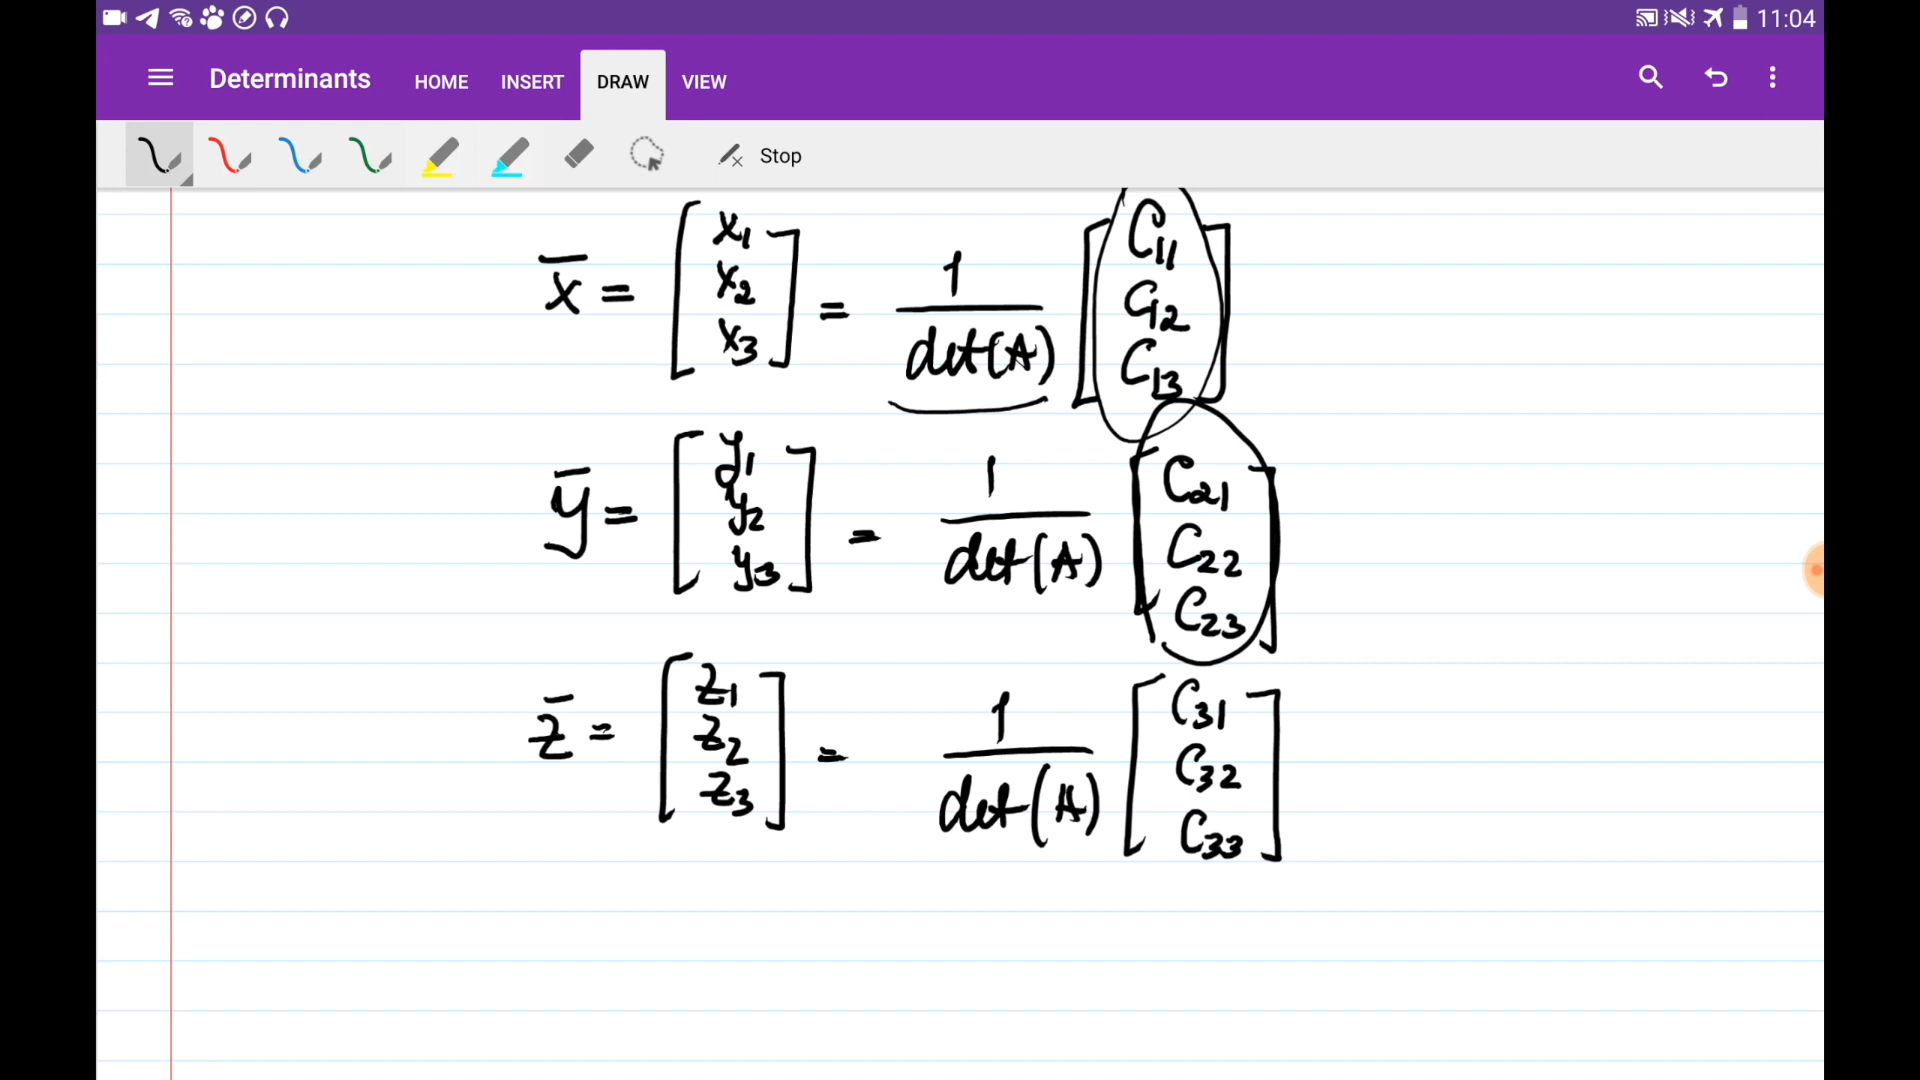 11:04
Determinants HOME INSERT DRAW VIEW
Stop
x̄ = [x₁ x₂ x₃] = 1/det(A) [C₁₁ C₁₂ C₁₃]
ȳ = [y₁ y₂ y₃] = 1/det(A) [C₂₁ C₂₂ C₂₃]
z̄ = [z₁ z₂ z₃] = 1/det(A) [C₃₁ C₃₂ C₃₃]